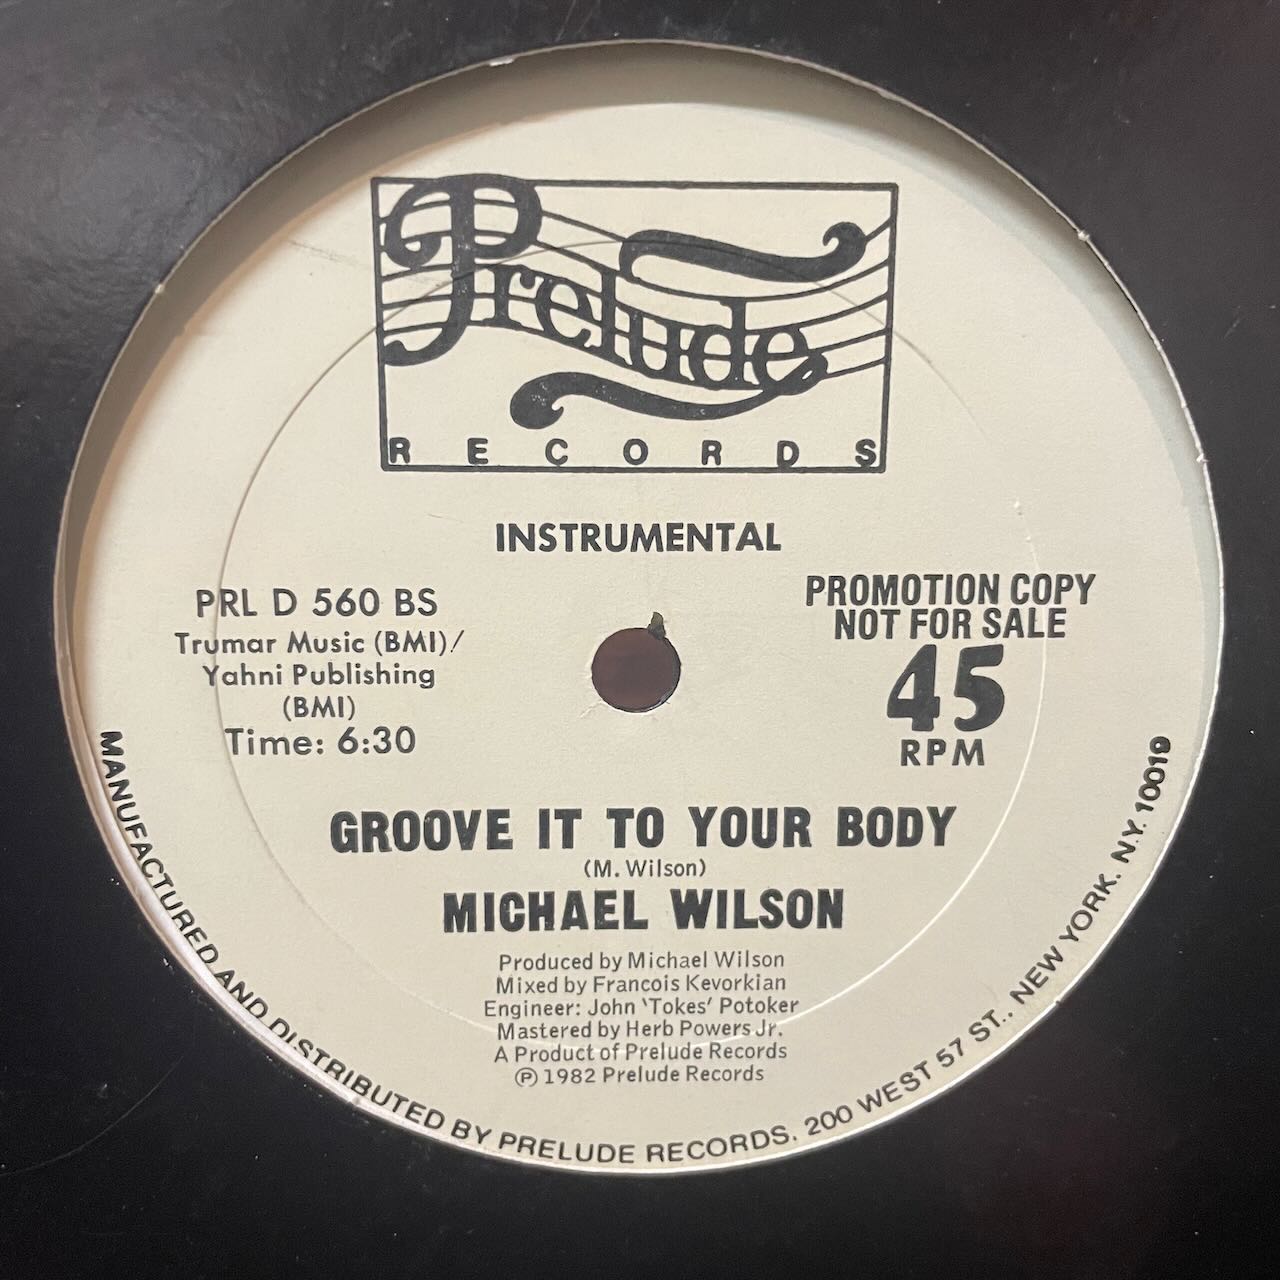 Prelude
RECORDS
INSTRUMENTAL
PRL D 560 BS
Trumar Music (BMI)/
Yahni Publishing
(BMI)
Time: 6:30
PROMOTION COPY
NOT FOR SALE
45
RPM
GROOVE IT TO YOUR BODY
(M. Wilson)
MICHAEL WILSON
Produced by Michael Wilson
Mixed by Francois Kevorkian
Engineer: John 'Tokes' Potoker
Mastered by Herb Powers Jr.
A Product of Prelude Records
℗ 1982 Prelude Records
MANUFACTURED AND DISTRIBUTED BY PRELUDE RECORDS. 200 WEST 57 ST., NEW YORK. N.Y. 10019